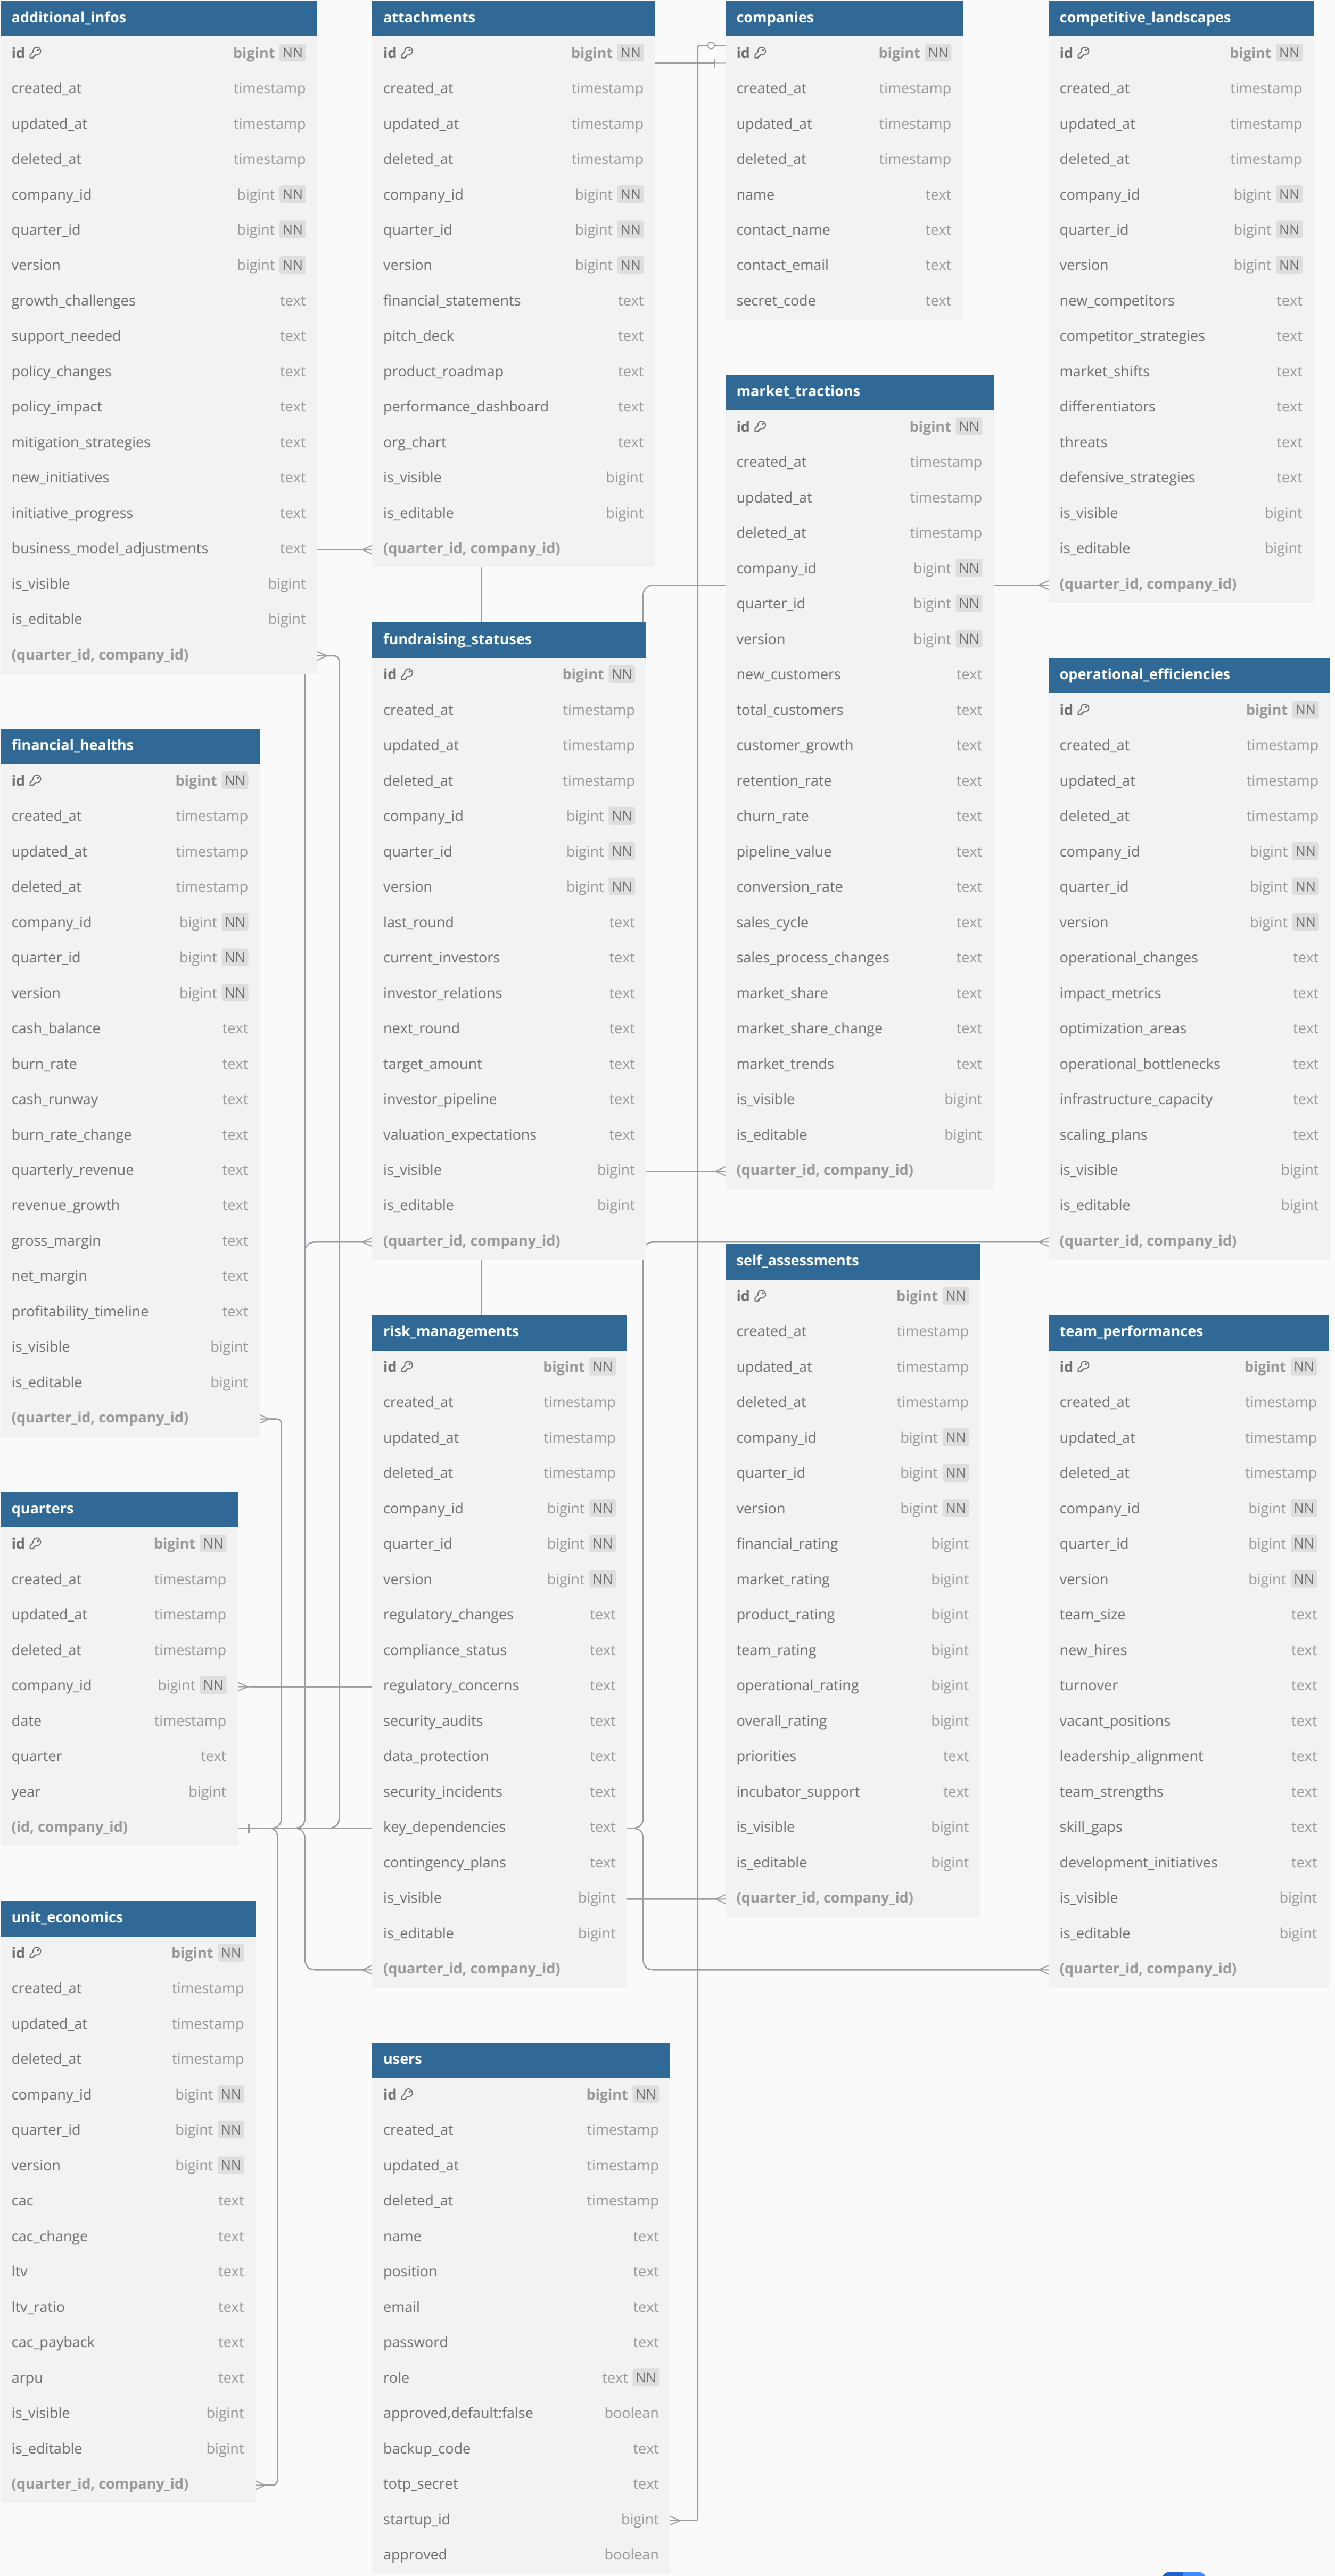 additional_infos
id bigint NN
created_at timestamp
updated_at timestamp
deleted_at timestamp
company_id bigint NN
quarter_id bigint NN
version bigint NN
growth_challenges text
support_needed text
policy_changes text
policy_impact text
mitigation_strategies text
new_initiatives text
initiative_progress text
business_model_adjustments text
is_visible bigint
is_editable bigint
(quarter_id, company_id)
financial_healths
id bigint NN
created_at timestamp
updated_at timestamp
deleted_at timestamp
company_id bigint NN
quarter_id bigint NN
version bigint NN
cash_balance text
burn_rate text
cash_runway text
burn_rate_change text
quarterly_revenue text
revenue_growth text
gross_margin text
net_margin text
profitability_timeline text
is_visible bigint
is_editable bigint
(quarter_id, company_id)
quarters
id bigint NN
created_at timestamp
updated_at timestamp
deleted_at timestamp
company_id bigint NN
date timestamp
quarter text
year bigint
(id, company_id)
unit_economics
id bigint NN
created_at timestamp
updated_at timestamp
deleted_at timestamp
company_id bigint NN
quarter_id bigint NN
version bigint NN
cac text
cac_change text
ltv text
ltv_ratio text
cac_payback text
arpu text
is_visible bigint
is_editable bigint
(quarter_id, company_id)
attachments
id bigint NN
created_at timestamp
updated_at timestamp
deleted_at timestamp
company_id bigint NN
quarter_id bigint NN
version bigint NN
financial_statements text
pitch_deck text
product_roadmap text
performance_dashboard text
org_chart text
is_visible bigint
is_editable bigint
(quarter_id, company_id)
fundraising_statuses
id bigint NN
created_at timestamp
updated_at timestamp
deleted_at timestamp
company_id bigint NN
quarter_id bigint NN
version bigint NN
last_round text
current_investors text
investor_relations text
next_round text
target_amount text
investor_pipeline text
valuation_expectations text
is_visible bigint
is_editable bigint
(quarter_id, company_id)
risk_managements
id bigint NN
created_at timestamp
updated_at timestamp
deleted_at timestamp
company_id bigint NN
quarter_id bigint NN
version bigint NN
regulatory_changes text
compliance_status text
regulatory_concerns text
security_audits text
data_protection text
security_incidents text
key_dependencies text
contingency_plans text
is_visible bigint
is_editable bigint
(quarter_id, company_id)
users
id bigint NN
created_at timestamp
updated_at timestamp
deleted_at timestamp
name text
position text
email text
password text
role text NN
approved,default:false boolean
backup_code text
totp_secret text
startup_id bigint
approved boolean
companies
id bigint NN
created_at timestamp
updated_at timestamp
deleted_at timestamp
name text
contact_name text
contact_email text
secret_code text
market_tractions
id bigint NN
created_at timestamp
updated_at timestamp
deleted_at timestamp
company_id bigint NN
quarter_id bigint NN
version bigint NN
new_customers text
total_customers text
customer_growth text
retention_rate text
churn_rate text
pipeline_value text
conversion_rate text
sales_cycle text
sales_process_changes text
market_share text
market_share_change text
market_trends text
is_visible bigint
is_editable bigint
(quarter_id, company_id)
self_assessments
id bigint NN
created_at timestamp
updated_at timestamp
deleted_at timestamp
company_id bigint NN
quarter_id bigint NN
version bigint NN
financial_rating bigint
market_rating bigint
product_rating bigint
team_rating bigint
operational_rating bigint
overall_rating bigint
priorities text
incubator_support text
is_visible bigint
is_editable bigint
(quarter_id, company_id)
competitive_landscapes
id bigint NN
created_at timestamp
updated_at timestamp
deleted_at timestamp
company_id bigint NN
quarter_id bigint NN
version bigint NN
new_competitors text
competitor_strategies text
market_shifts text
differentiators text
threats text
defensive_strategies text
is_visible bigint
is_editable bigint
(quarter_id, company_id)
operational_efficiencies
id bigint NN
created_at timestamp
updated_at timestamp
deleted_at timestamp
company_id bigint NN
quarter_id bigint NN
version bigint NN
operational_changes text
impact_metrics text
optimization_areas text
operational_bottlenecks text
infrastructure_capacity text
scaling_plans text
is_visible bigint
is_editable bigint
(quarter_id, company_id)
team_performances
id bigint NN
created_at timestamp
updated_at timestamp
deleted_at timestamp
company_id bigint NN
quarter_id bigint NN
version bigint NN
team_size text
new_hires text
turnover text
vacant_positions text
leadership_alignment text
team_strengths text
skill_gaps text
development_initiatives text
is_visible bigint
is_editable bigint
(quarter_id, company_id)